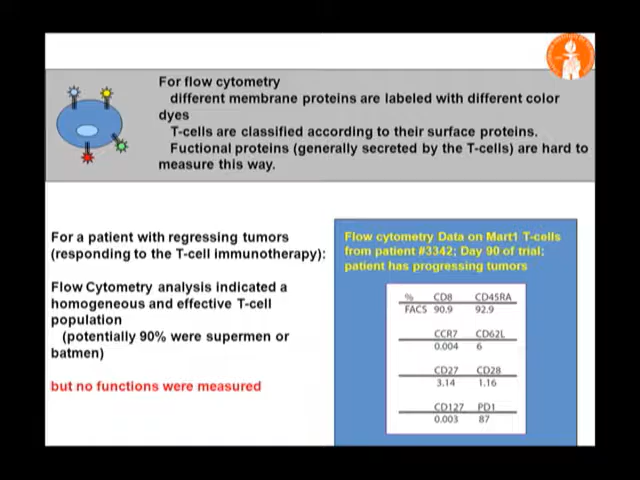 For flow cytometry
different membrane proteins are labeled with different color
dyes
T-cells are classified according to their surface proteins.
Fuctional proteins (generally secreted by the T-cells) are hard to
measure this way.
For a patient with regressing tumors
(responding to the T-cell immunotherapy):
Flow Cytometry analysis indicated a
homogeneous and effective T-cell
population
(potentially 90% were supermen or
batmen)
but no functions were measured
Flow cytometry Data on Mart1 T-cells
from patient #3342; Day 90 of trial;
patient has progressing tumors
% CD8 CD45RA
FACS 90.9 92.9
CCR7 CD62L
0.004 6
CD27 CD28
3.14 1.16
CD127 PD1
0.003 87